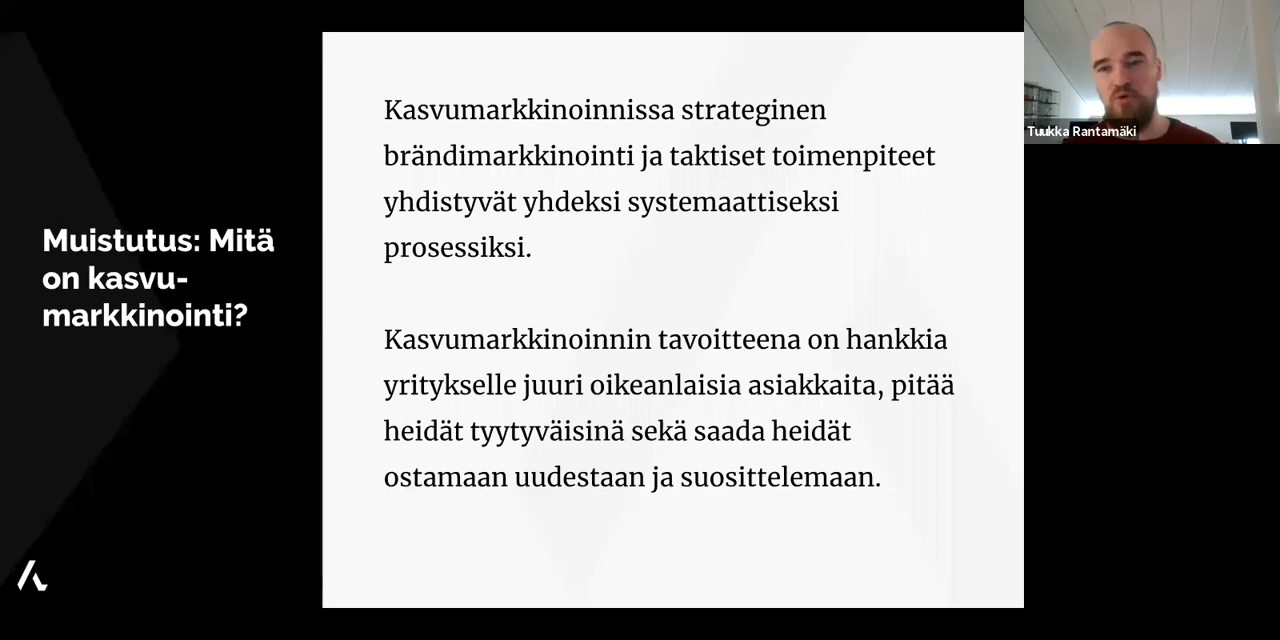 Muistutus: Mitä
on kasvu-
markkinointi?
Kasvumarkkinoinnissa strateginen
brändimarkkinointi ja taktiset toimenpiteet
yhdistyvät yhdeksi systemaattiseksi
prosessiksi.
Kasvumarkkinoinnin tavoitteena on hankkia
yritykselle juuri oikeanlaisia asiakkaita, pitää
heidät tyytyväisinä sekä saada heidät
ostamaan uudestaan ja suosittelemaan.
Tuukka Rantamäki